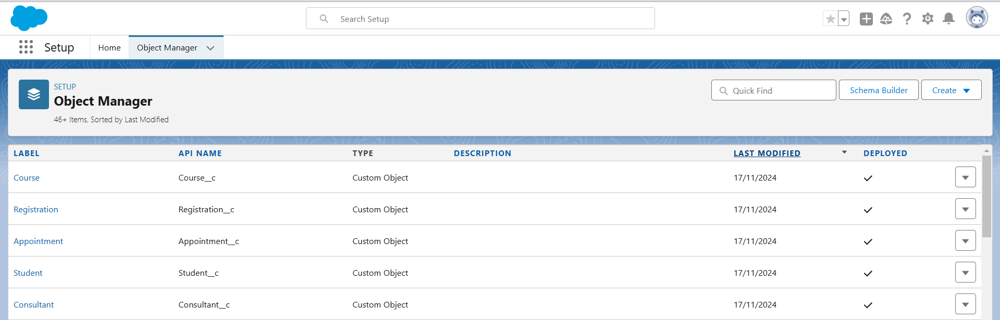 Search Setup
Setup Home Object Manager
SETUP
Object Manager
46+ Items, Sorted by Last Modified
Quick Find Schema Builder Create
LABEL API NAME TYPE DESCRIPTION LAST MODIFIED DEPLOYED
Course Course__c Custom Object 17/11/2024
Registration Registration__c Custom Object 17/11/2024
Appointment Appointment__c Custom Object 17/11/2024
Student Student__c Custom Object 17/11/2024
Consultant Consultant__c Custom Object 17/11/2024